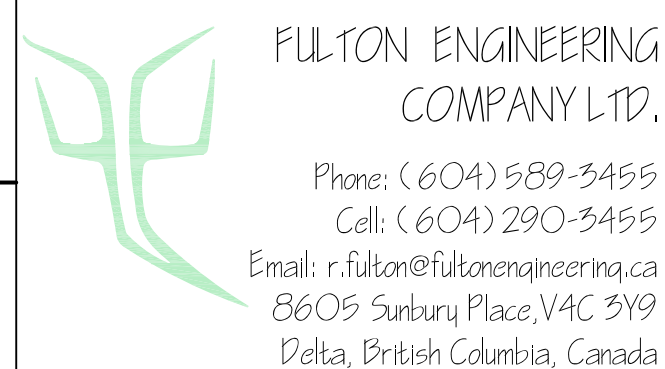 FULTON ENGINEERING
COMPANY LTD.
Phone: (604) 589-3455
Cell: (604) 290-3455
Email: r.fulton@fultonengineering.ca
8605 Sunbury Place, V4C 3Y9
Delta, British Columbia, Canada